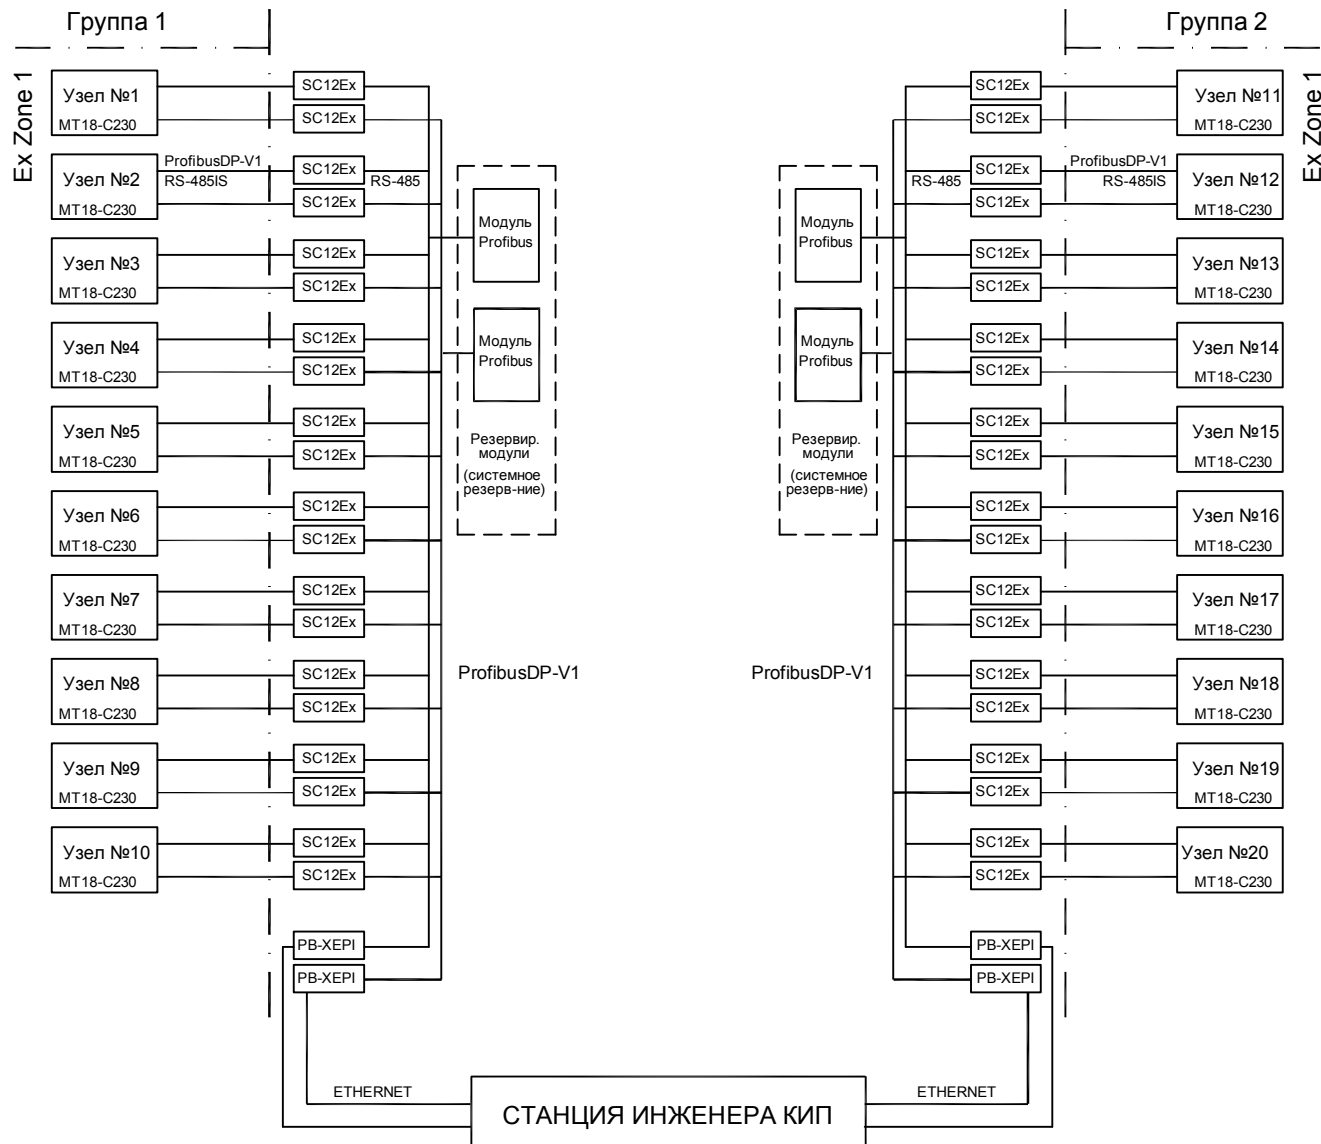 Группа 1
Группа 2
Ex Zone 1
Ex Zone 1
Узел №1
MT18-C230
SC12Ex
SC12Ex
SC12Ex
SC12Ex
Узел №11
MT18-C230
Узел №2
MT18-C230
ProfibusDP-V1
RS-485IS
SC12Ex
SC12Ex
RS-485
RS-485
SC12Ex
SC12Ex
ProfibusDP-V1
RS-485IS
Узел №12
MT18-C230
Модуль
Profibus
Модуль
Profibus
Узел №3
MT18-C230
SC12Ex
SC12Ex
SC12Ex
SC12Ex
Узел №13
MT18-C230
Узел №4
MT18-C230
SC12Ex
SC12Ex
Модуль
Profibus
Модуль
Profibus
SC12Ex
SC12Ex
Узел №14
MT18-C230
Узел №5
MT18-C230
SC12Ex
SC12Ex
Резервир.
модули
(системное
резерв-ние)
Резервир.
модули
(системное
резерв-ние)
SC12Ex
SC12Ex
Узел №15
MT18-C230
Узел №6
MT18-C230
SC12Ex
SC12Ex
SC12Ex
SC12Ex
Узел №16
MT18-C230
Узел №7
MT18-C230
SC12Ex
SC12Ex
SC12Ex
SC12Ex
Узел №17
MT18-C230
Узел №8
MT18-C230
SC12Ex
SC12Ex
ProfibusDP-V1
ProfibusDP-V1
SC12Ex
SC12Ex
Узел №18
MT18-C230
Узел №9
MT18-C230
SC12Ex
SC12Ex
SC12Ex
SC12Ex
Узел №19
MT18-C230
Узел №10
MT18-C230
SC12Ex
SC12Ex
SC12Ex
SC12Ex
Узел №20
MT18-C230
PB-XEPI
PB-XEPI
PB-XEPI
PB-XEPI
ETHERNET
ETHERNET
СТАНЦИЯ ИНЖЕНЕРА КИП